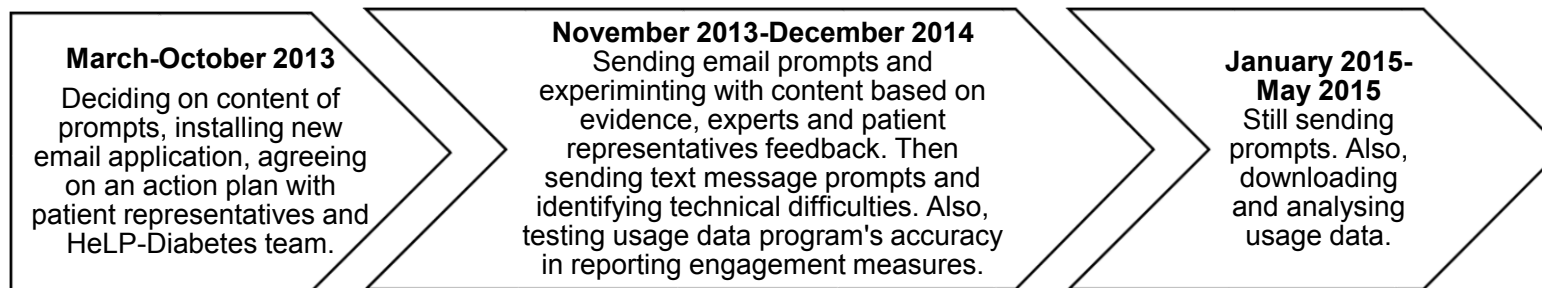 March-October 2013
Deciding on content of
prompts, installing new
email application, agreeing
on an action plan with
patient representatives and
HeLP-Diabetes team.
November 2013-December 2014
Sending email prompts and
experiminting with content based on
evidence, experts and patient
representatives feedback. Then
sending text message prompts and
identifying technical difficulties. Also,
testing usage data program's accuracy
in reporting engagement measures.
January 2015-
May 2015
Still sending
prompts. Also,
downloading
and analysing
usage data.